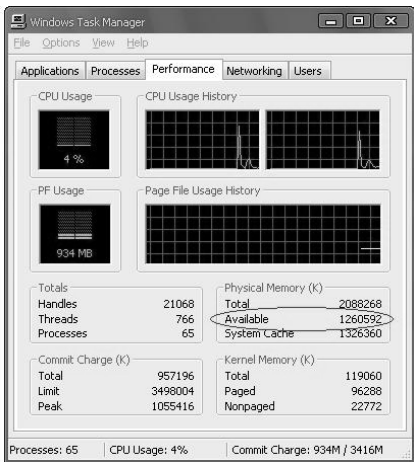 Windows Task Manager
File Options View Help
Applications Processes Performance Networking Users
CPU Usage CPU Usage History
4 %
PF Usage Page File Usage History
934 MB
Totals Physical Memory (K)
Handles 21068 Total 2088268
Threads 766 Available 1260592
Processes 65 System Cache 1326360
Commit Charge (K) Kernel Memory (K)
Total 957196 Total 119060
Limit 3498004 Paged 96288
Peak 1055416 Nonpaged 22772
Processes: 65 CPU Usage: 4% Commit Charge: 934M / 3416M